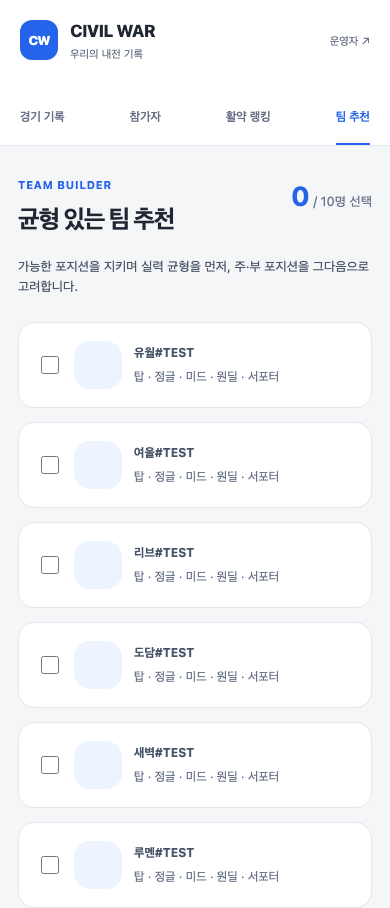 CW
CIVIL WAR
우리의 내전 기록
운영자 ↗
경기 기록
참가자
활약 랭킹
팀 추천
TEAM BUILDER
균형 있는 팀 추천
0 / 10명 선택
가능한 포지션을 지키며 실력 균형을 먼저, 주·부 포지션을 그다음으로
고려합니다.
유월#TEST
탑 · 정글 · 미드 · 원딜 · 서포터
여울#TEST
탑 · 정글 · 미드 · 원딜 · 서포터
리브#TEST
탑 · 정글 · 미드 · 원딜 · 서포터
도담#TEST
탑 · 정글 · 미드 · 원딜 · 서포터
새벽#TEST
탑 · 정글 · 미드 · 원딜 · 서포터
루멘#TEST
탑 · 정글 · 미드 · 원딜 · 서포터